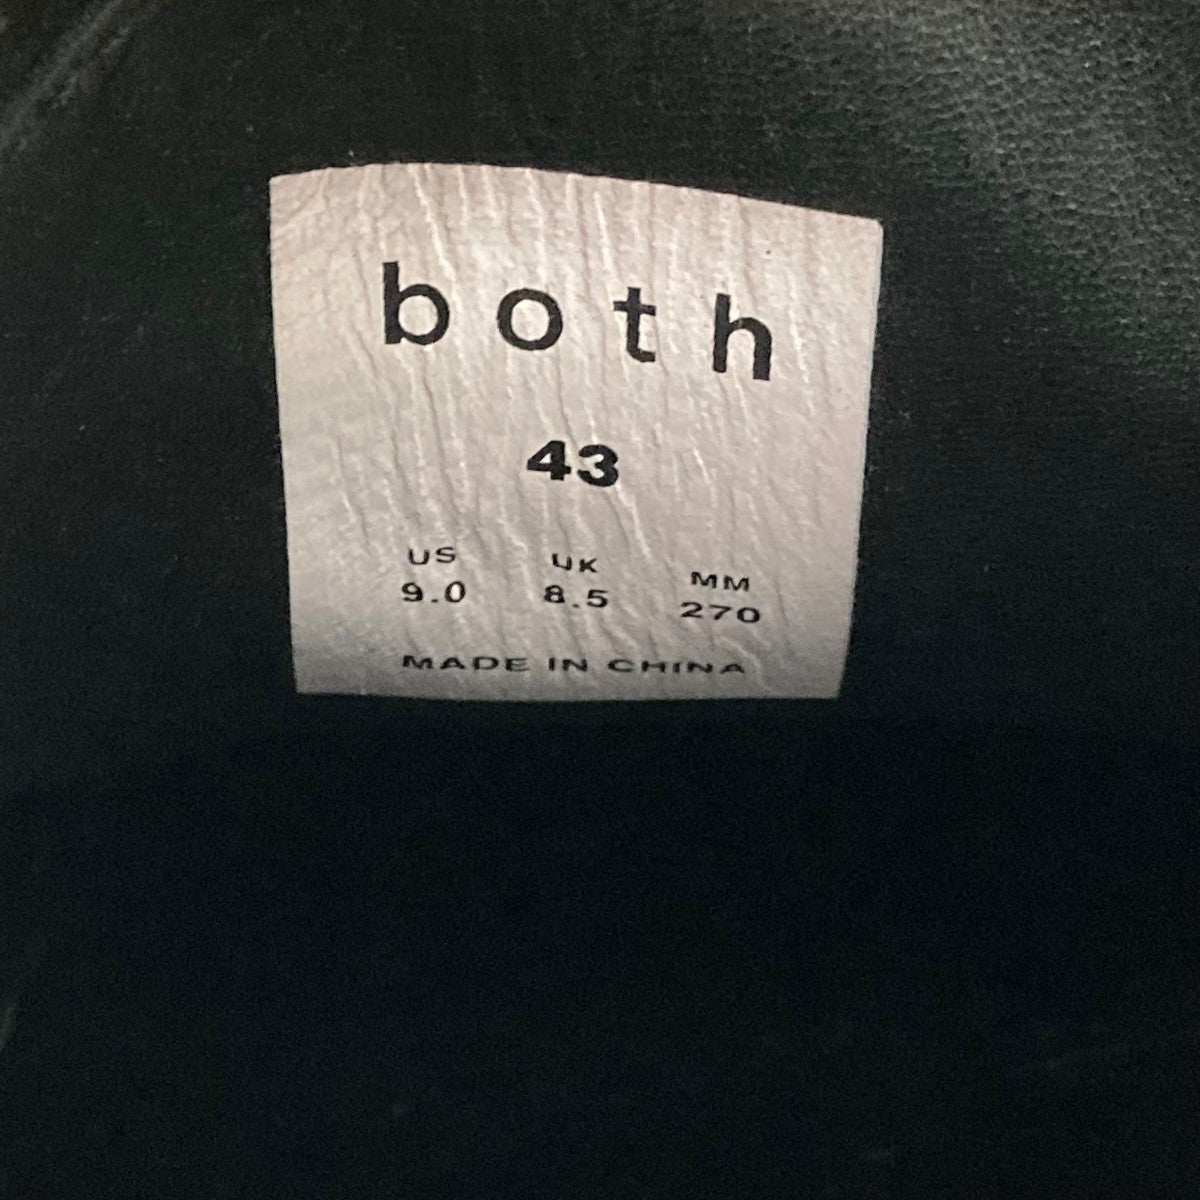 both
43
US UK MM
9.0 8.5 270
MADE IN CHINA